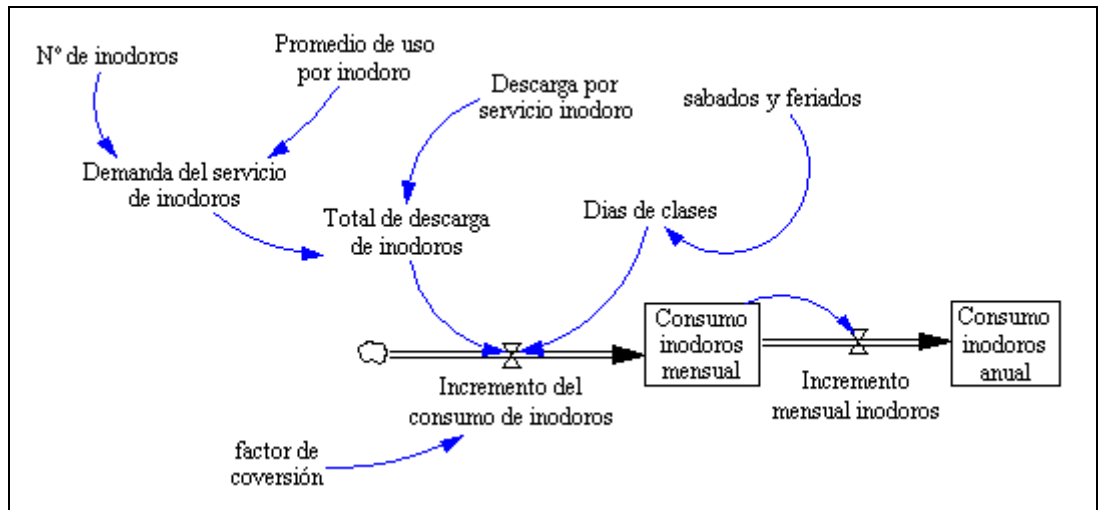 Nº de inodoros
Promedio de uso
por inodoro
Descarga por
servicio inodoro
sabados y feriados
Demanda del servicio
de inodoros
Total de descarga
de inodoros
Dias de clases
Consumo
inodoros
mensual
Consumo
inodoros
anual
Incremento del
consumo de inodoros
Incremento
mensual inodoros
factor de
coversión